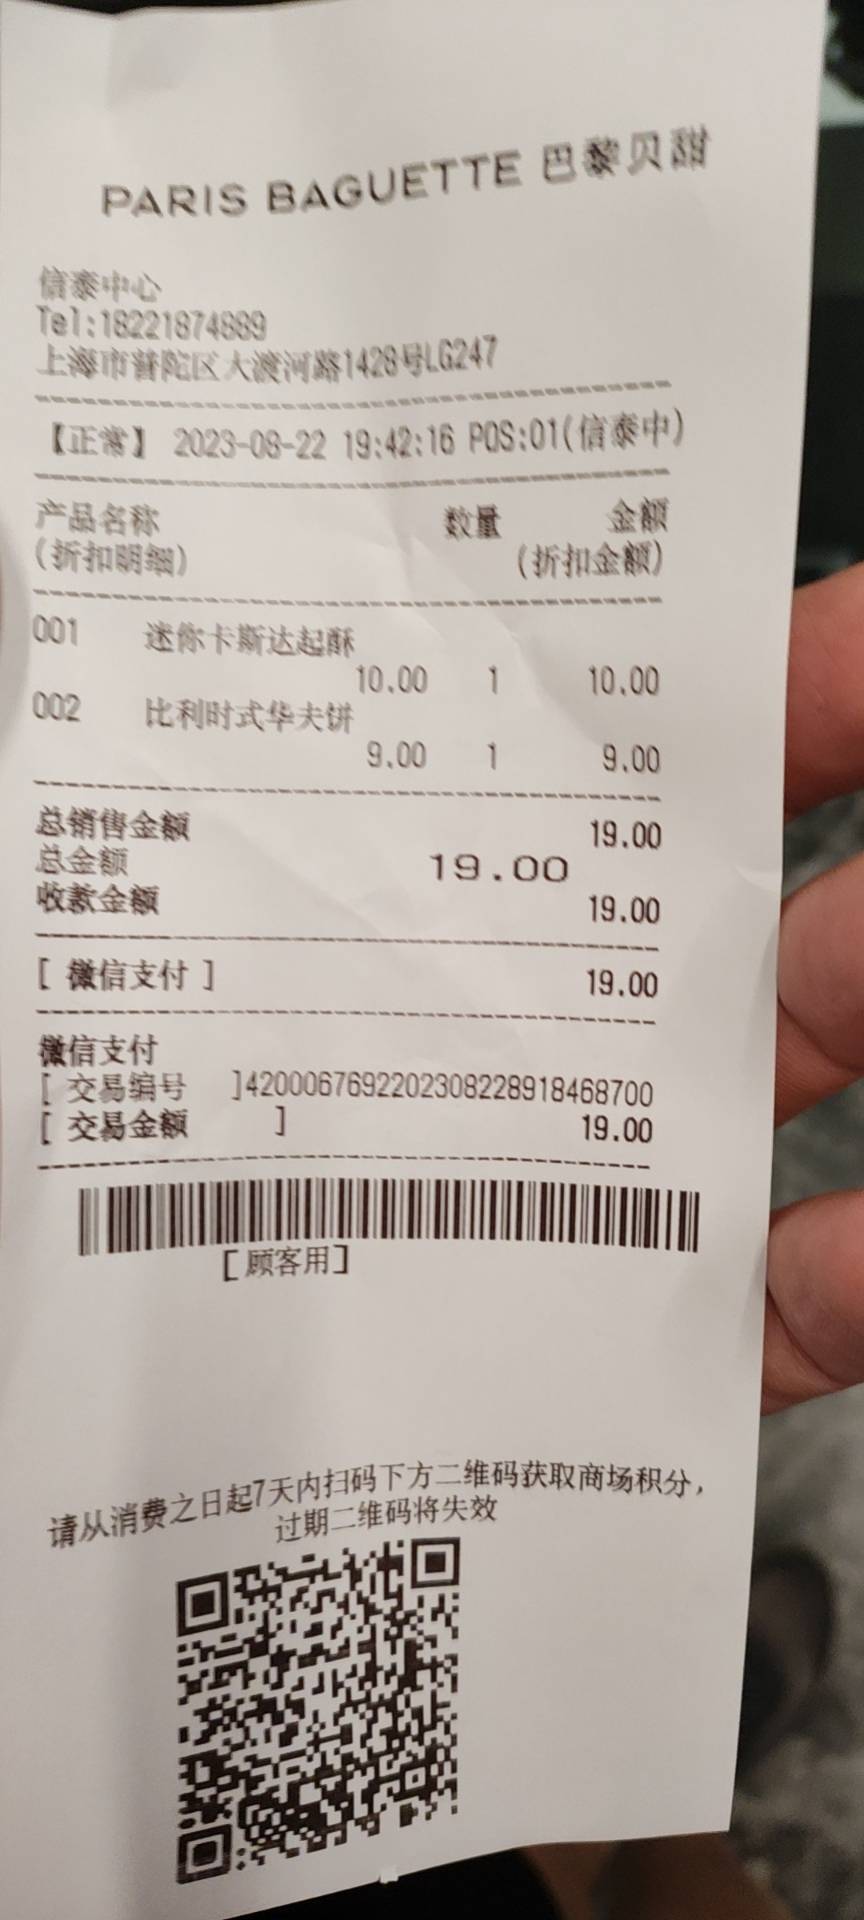 PARIS BAGUETTE 巴黎贝甜
信泰中心
Tel:18221874889
上海市普陀区大渡河路1428号LG247
【正常】 2023-08-22 19:42:16 POS:01(信泰中)
产品名称 数量 金额
(折扣明细) (折扣金额)
001 迷你卡斯达起酥
10.00 1 10.00
002 比利时式华夫饼
9.00 1 9.00
总销售金额 19.00
总金额 19.00
收款金额 19.00
[ 微信支付 ] 19.00
微信支付
[ 交易编号 ]4200067692202308228918468700
[ 交易金额 ] 19.00
[顾客用]
请从消费之日起7天内扫码下方二维码获取商场积分,
过期二维码将失效